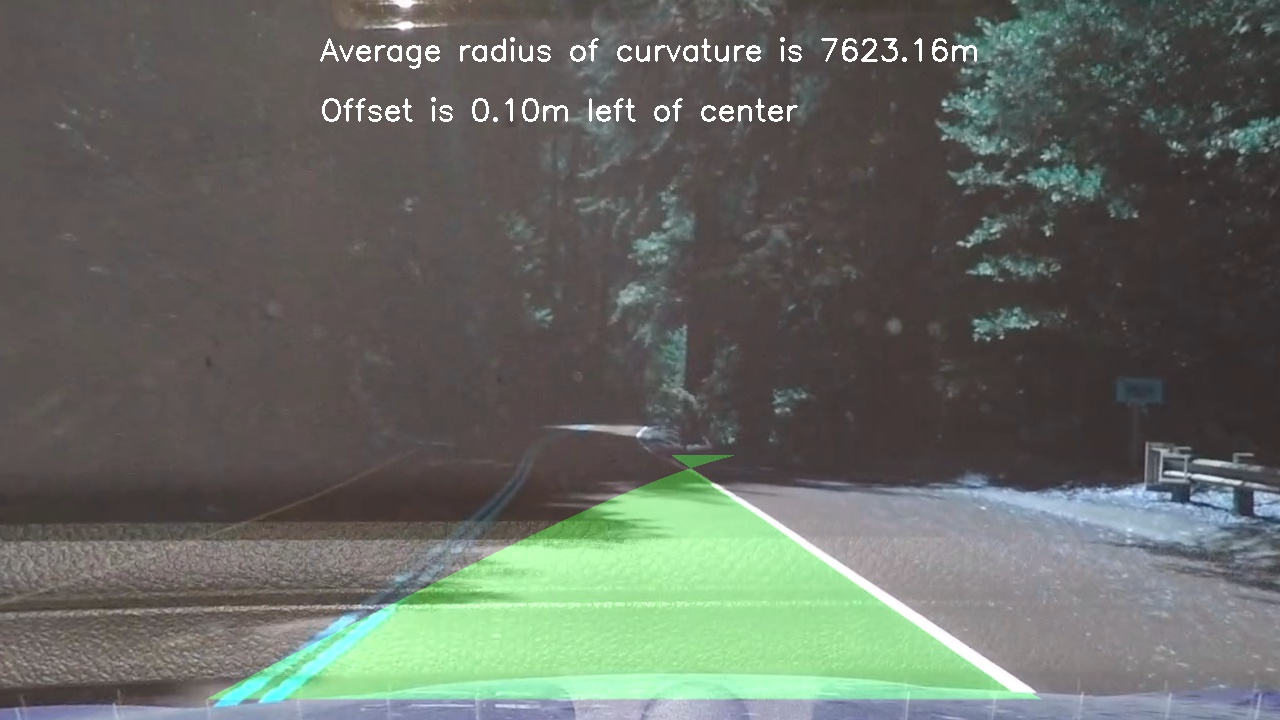 Average radius of curvature is 7623.16m
Offset is 0.10m left of center